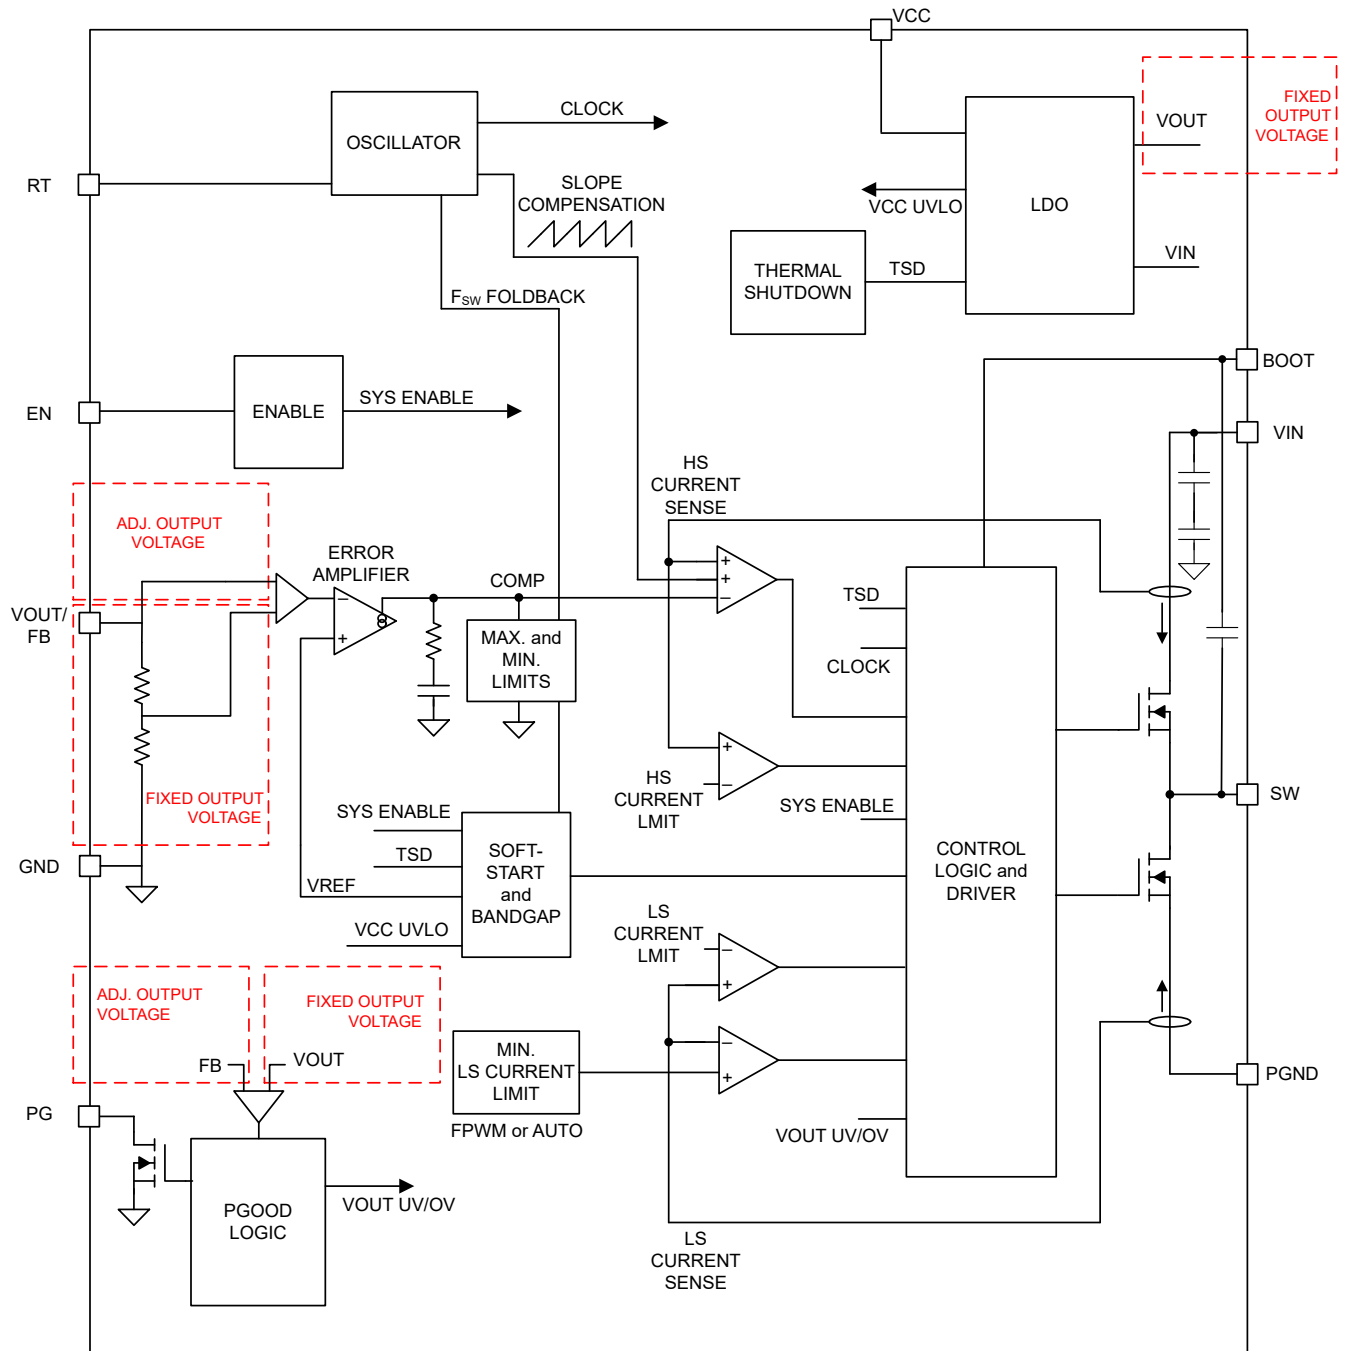 VCC
FIXED
OUTPUT
VOLTAGE
VOUT
CLOCK
OSCILLATOR
RT
SLOPE
COMPENSATION
VCC UVLO
LDO
VIN
THERMAL
SHUTDOWN
TSD
FSW FOLDBACK
BOOT
EN
ENABLE
SYS ENABLE
VIN
HS
CURRENT
SENSE
ADJ. OUTPUT
VOLTAGE
ERROR
AMPLIFIER
COMP
+
+
−
−
+
TSD
VOUT/
FB
MAX. and
MIN.
LIMITS
CLOCK
+
−
HS
CURRENT
LMIT
FIXED OUTPUT
VOLTAGE
SYS ENABLE
SYS ENABLE
SW
GND
TSD
VREF
SOFT-
START
and
BANDGAP
CONTROL
LOGIC and
DRIVER
VCC UVLO
LS
CURRENT
LMIT
−
+
ADJ. OUTPUT
VOLTAGE
FIXED OUTPUT
VOLTAGE
FB
VOUT
MIN.
LS CURRENT
LIMIT
−
+
PGND
PG
FPWM or AUTO
VOUT UV/OV
PGOOD
LOGIC
VOUT UV/OV
LS
CURRENT
SENSE